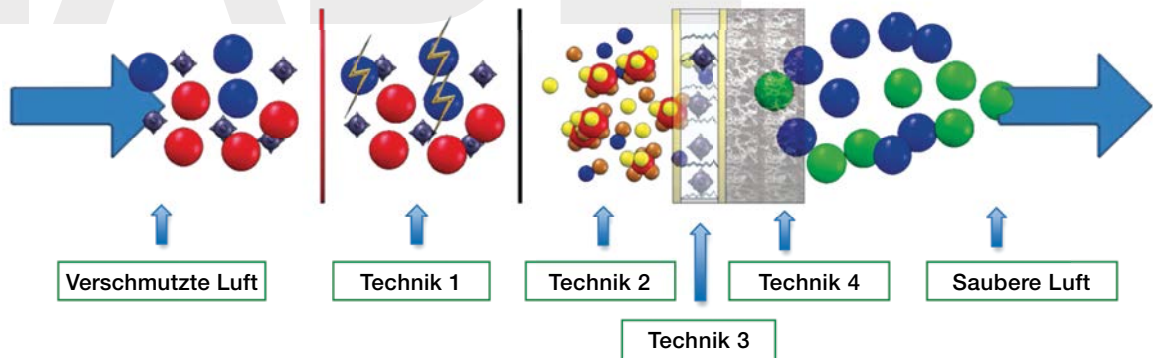 Verschmutzte Luft
Technik 1
Technik 2
Technik 4
Saubere Luft
Technik 3